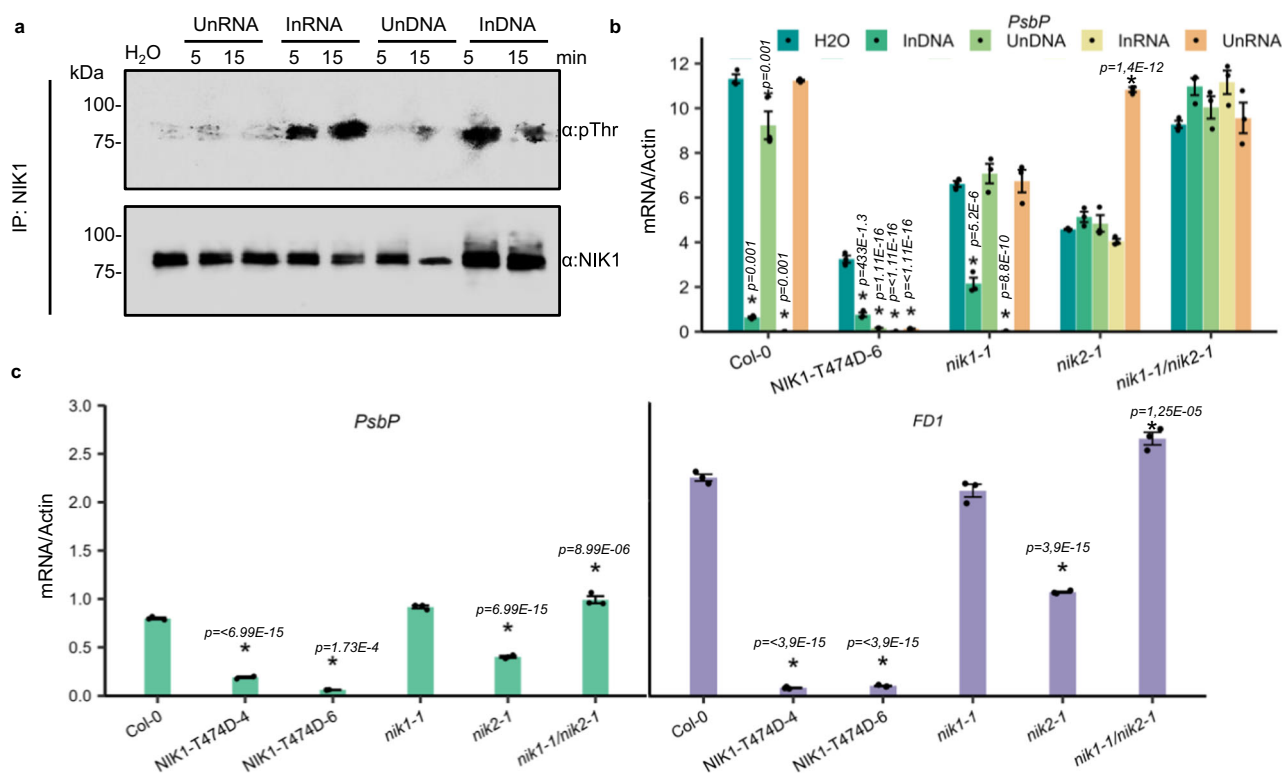 a
UnRNA InRNA UnDNA InDNA
H2O 5 15 5 15 5 15 5 15 min
kDa
100-
75-
α:pThr
IP: NIK1
100-
75-
α:NIK1
b
PsbP
H2O InDNA UnDNA InRNA UnRNA
mRNA/Actin
12
10
8
6
4
2
0
* p=0.001
* p=0.001
* p=0.001
* p=433E-1.3
* p=1.11E-16
* p=<1.11E-16
* p=<1.11E-16
* p=5.2E-6
* p=8.8E-10
p=1,4E-12
*
Col-0 NIK1-T474D-6 nik1-1 nik2-1 nik1-1/nik2-1
c
PsbP
mRNA/Actin
3.0
2.5
2.0
1.5
1.0
0.5
0.0
p=<6.99E-15
*
p=1.73E-4
*
p=6.99E-15
*
p=8.99E-06
*
Col-0 NIK1-T474D-4 NIK1-T474D-6 nik1-1 nik2-1 nik1-1/nik2-1
FD1
p=<3,9E-15
*
p=<3,9E-15
*
p=3,9E-15
*
p=1,25E-05
*
Col-0 NIK1-T474D-4 NIK1-T474D-6 nik1-1 nik2-1 nik1-1/nik2-1